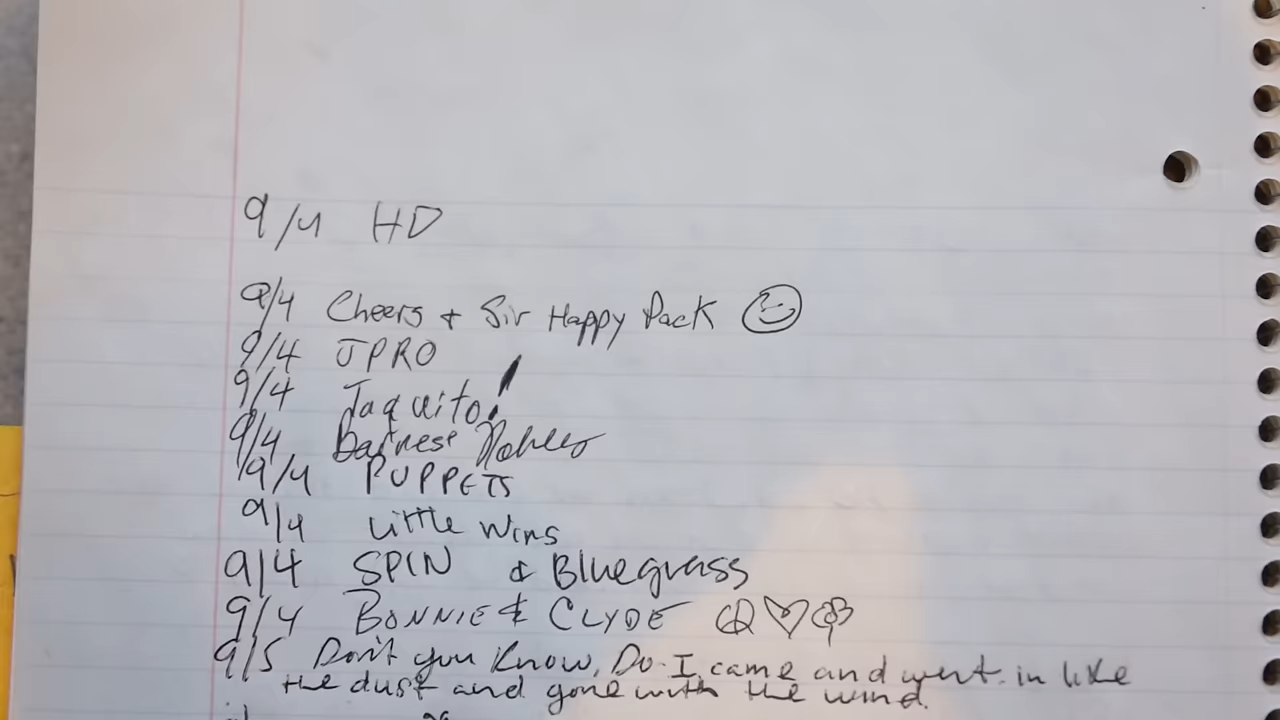 9/4 HD
9/4 Cheers + Sir Happy Pack
9/4 JPRO
9/4 Jaquito!
9/4
9/4 PUPPETS
9/4 Little Wins
9/4 SPIN & Bluegrass
9/4 BONNIE & CLYDE
9/5 Don't you Know, Do. I came and went in like
the dust and gone with the wind.